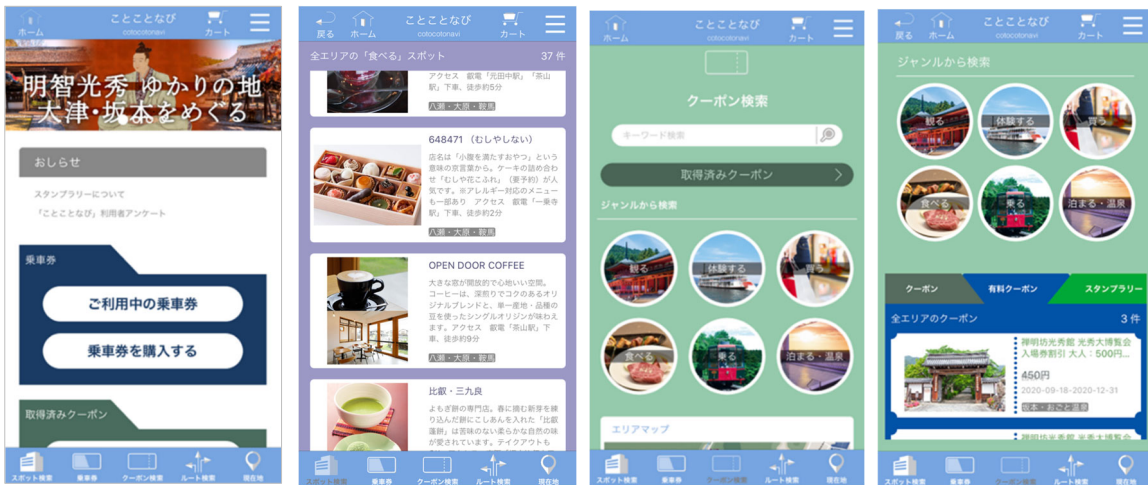 ホーム
ことことなび
cotocotonavi
カート
明智光秀 ゆかりの地
大津・坂本をめぐる
おしらせ
スタンプラリーについて
「ことことなび」利用者アンケート
乗車券
ご利用中の乗車券
乗車券を購入する
取得済みクーポン
スポット検索
乗車券
クーポン検索
ルート検索
現在地
戻る
ホーム
ことことなび
cotocotonavi
カート
全エリアの「食べる」スポット
37 件
アクセス 叡電「元田中駅」「茶山
駅」下車、徒歩約5分
八瀬・大原・鞍馬
648471 （むしやしない）
店名は「小腹を満たすおやつ」という
意味の京言葉から。ケーキの詰め合わ
せ「むしや花こふれ」（要予約）が人
気です。※アレルギー対応のメニュー
も一部あり アクセス 叡電「一乗寺
駅」下車、徒歩約2分
八瀬・大原・鞍馬
OPEN DOOR COFFEE
大きな窓が開放的で心地いい空間。
コーヒーは、深煎りでコクのあるオリ
ジナルブレンドと、単一産地・品種の
豆を使ったシングルオリジンが味わえ
ます。アクセス 叡電「茶山駅」下
車、徒歩約9分
八瀬・大原・鞍馬
比叡・三九良
よもぎ餅の専門店。春に摘む新芽を練
り込んだ餅にこしあんを入れた「比叡
蓬餅」は苦味のない柔らかな自然の味
が愛されています。テイクアウトも
スポット検索
乗車券
クーポン検索
ルート検索
現在地
ホーム
ことことなび
cotocotonavi
カート
クーポン検索
キーワード検索
取得済みクーポン
ジャンルから検索
観る
体験する
買う
食べる
乗る
泊まる・温泉
エリアマップ
スポット検索
乗車券
クーポン検索
ルート検索
現在地
戻る
ホーム
ことことなび
cotocotonavi
カート
ジャンルから検索
観る
体験する
買う
食べる
乗る
泊まる・温泉
クーポン
有料クーポン
スタンプラリー
全エリアのクーポン
3 件
禅明坊光秀館 光秀大博覧会
入場券割引 大人：500円...
450円
2020-09-18-2020-12-31
坂本・おごと温泉
禅明坊光秀館 光秀大博覧会
スポット検索
乗車券
クーポン検索
ルート検索
現在地